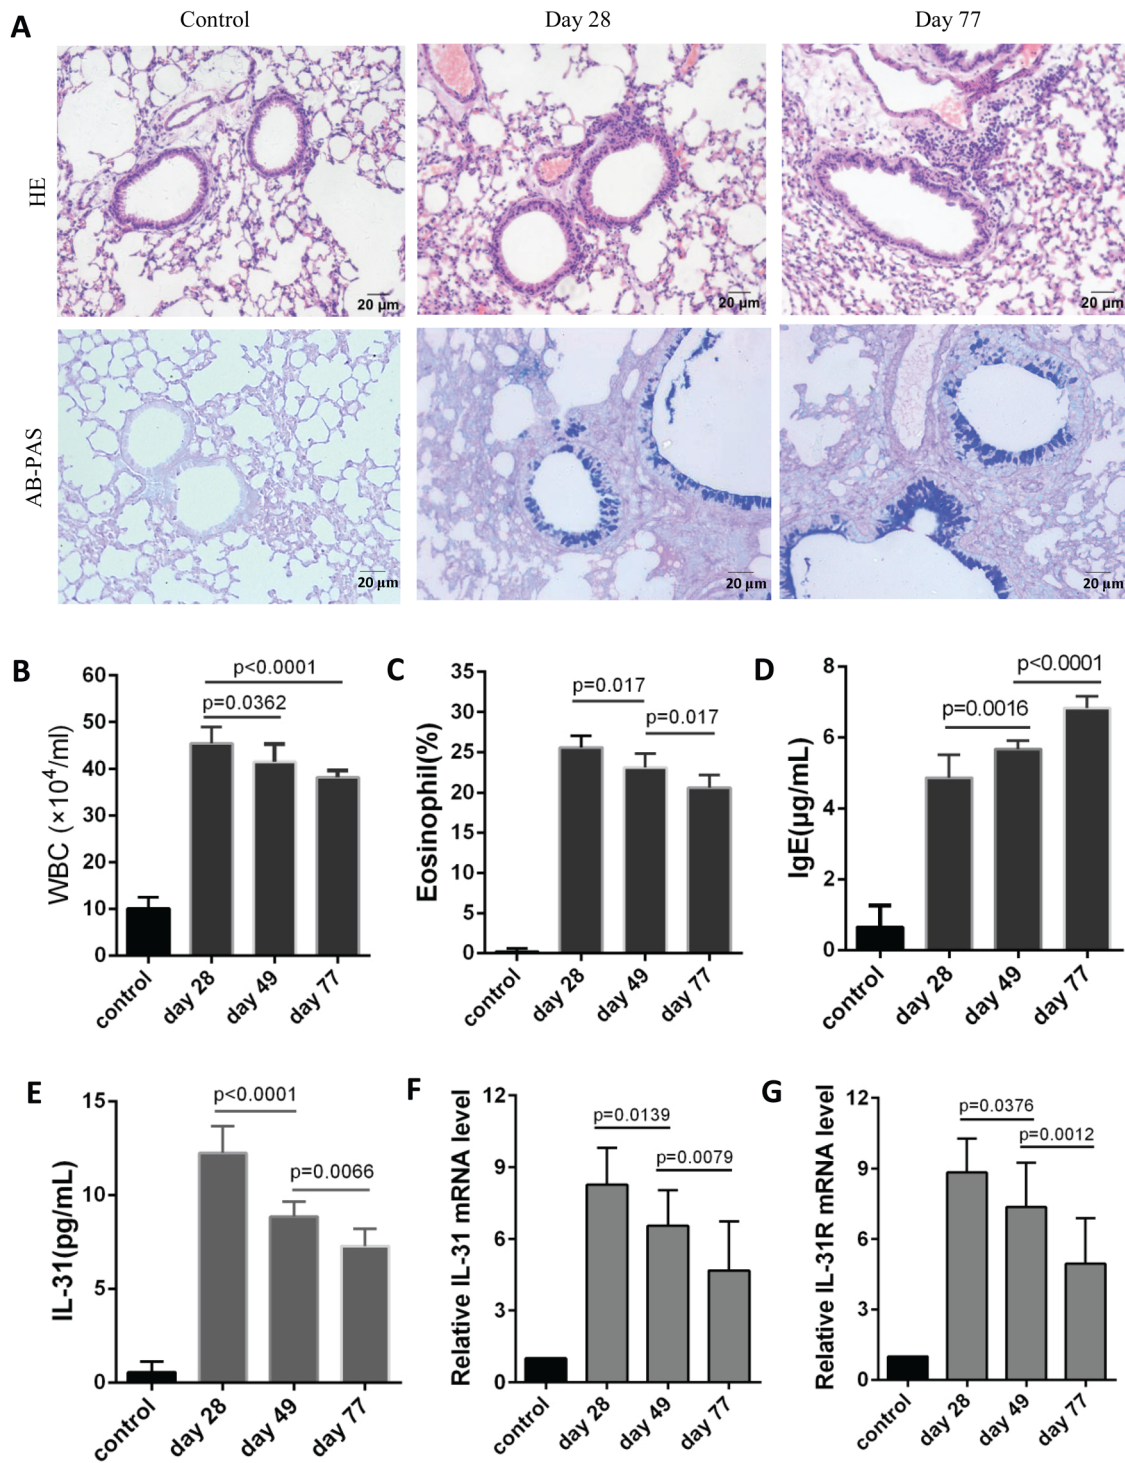 A
Control
Day 28
Day 77
HE
20 µm
20 µm
20 µm
AB-PAS
20 µm
20 µm
20 µm
B
WBC (×10⁴/ml)
60
50
40
30
20
10
0
p<0.0001
p=0.0362
control
day 28
day 49
day 77
C
Eosinophil(%)
35
30
25
20
15
10
5
0
p=0.017
p=0.017
control
day 28
day 49
day 77
D
IgE(µg/mL)
8
6
4
2
0
p<0.0001
p=0.0016
control
day 28
day 49
day 77
E
IL-31(pg/mL)
15
10
5
0
p<0.0001
p=0.0066
control
day 28
day 49
day 77
F
Relative IL-31 mRNA level
12
9
6
3
0
p=0.0139
p=0.0079
control
day 28
day 49
day 77
G
Relative IL-31R mRNA level
12
9
6
3
0
p=0.0376
p=0.0012
control
day 28
day 49
day 77